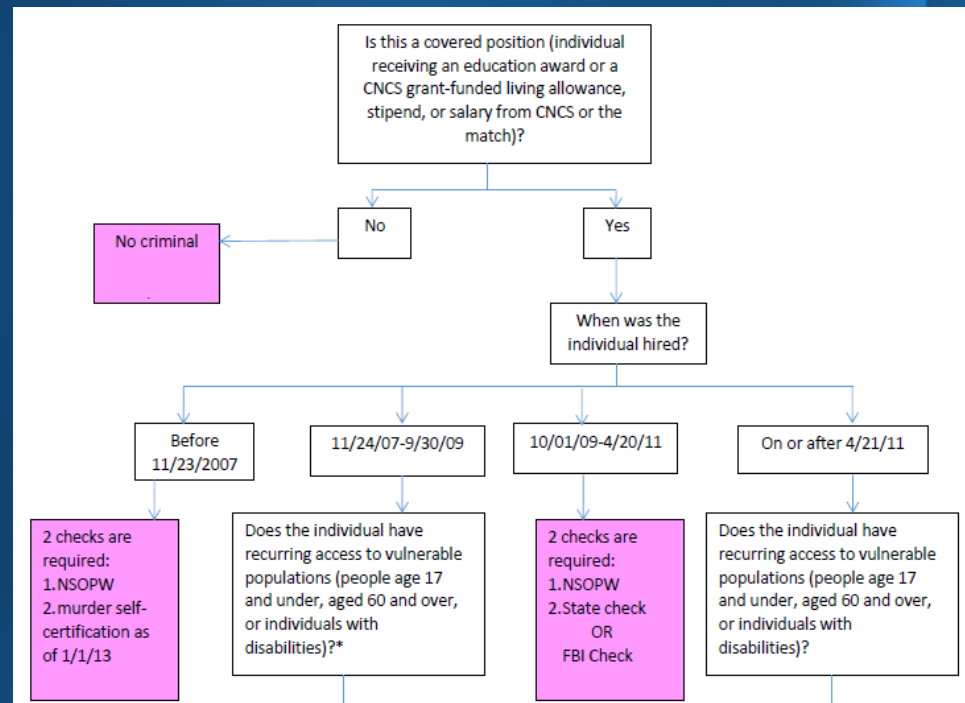 Is this a covered position (individual
receiving an education award or a
CNCS grant-funded living allowance,
stipend, or salary from CNCS or the
match)?
No
Yes
No criminal
.
When was the
individual hired?
Before
11/23/2007
11/24/07-9/30/09
10/01/09-4/20/11
On or after 4/21/11
2 checks are
required:
1.NSOPW
2.murder self-
certification as
of 1/1/13
Does the individual have
recurring access to vulnerable
populations (people age 17
and under, aged 60 and over,
or individuals with
disabilities)?*
2 checks are
required:
1.NSOPW
2.State check
OR
FBI Check
Does the individual have
recurring access to vulnerable
populations (people age 17
and under, aged 60 and over,
or individuals with
disabilities)?